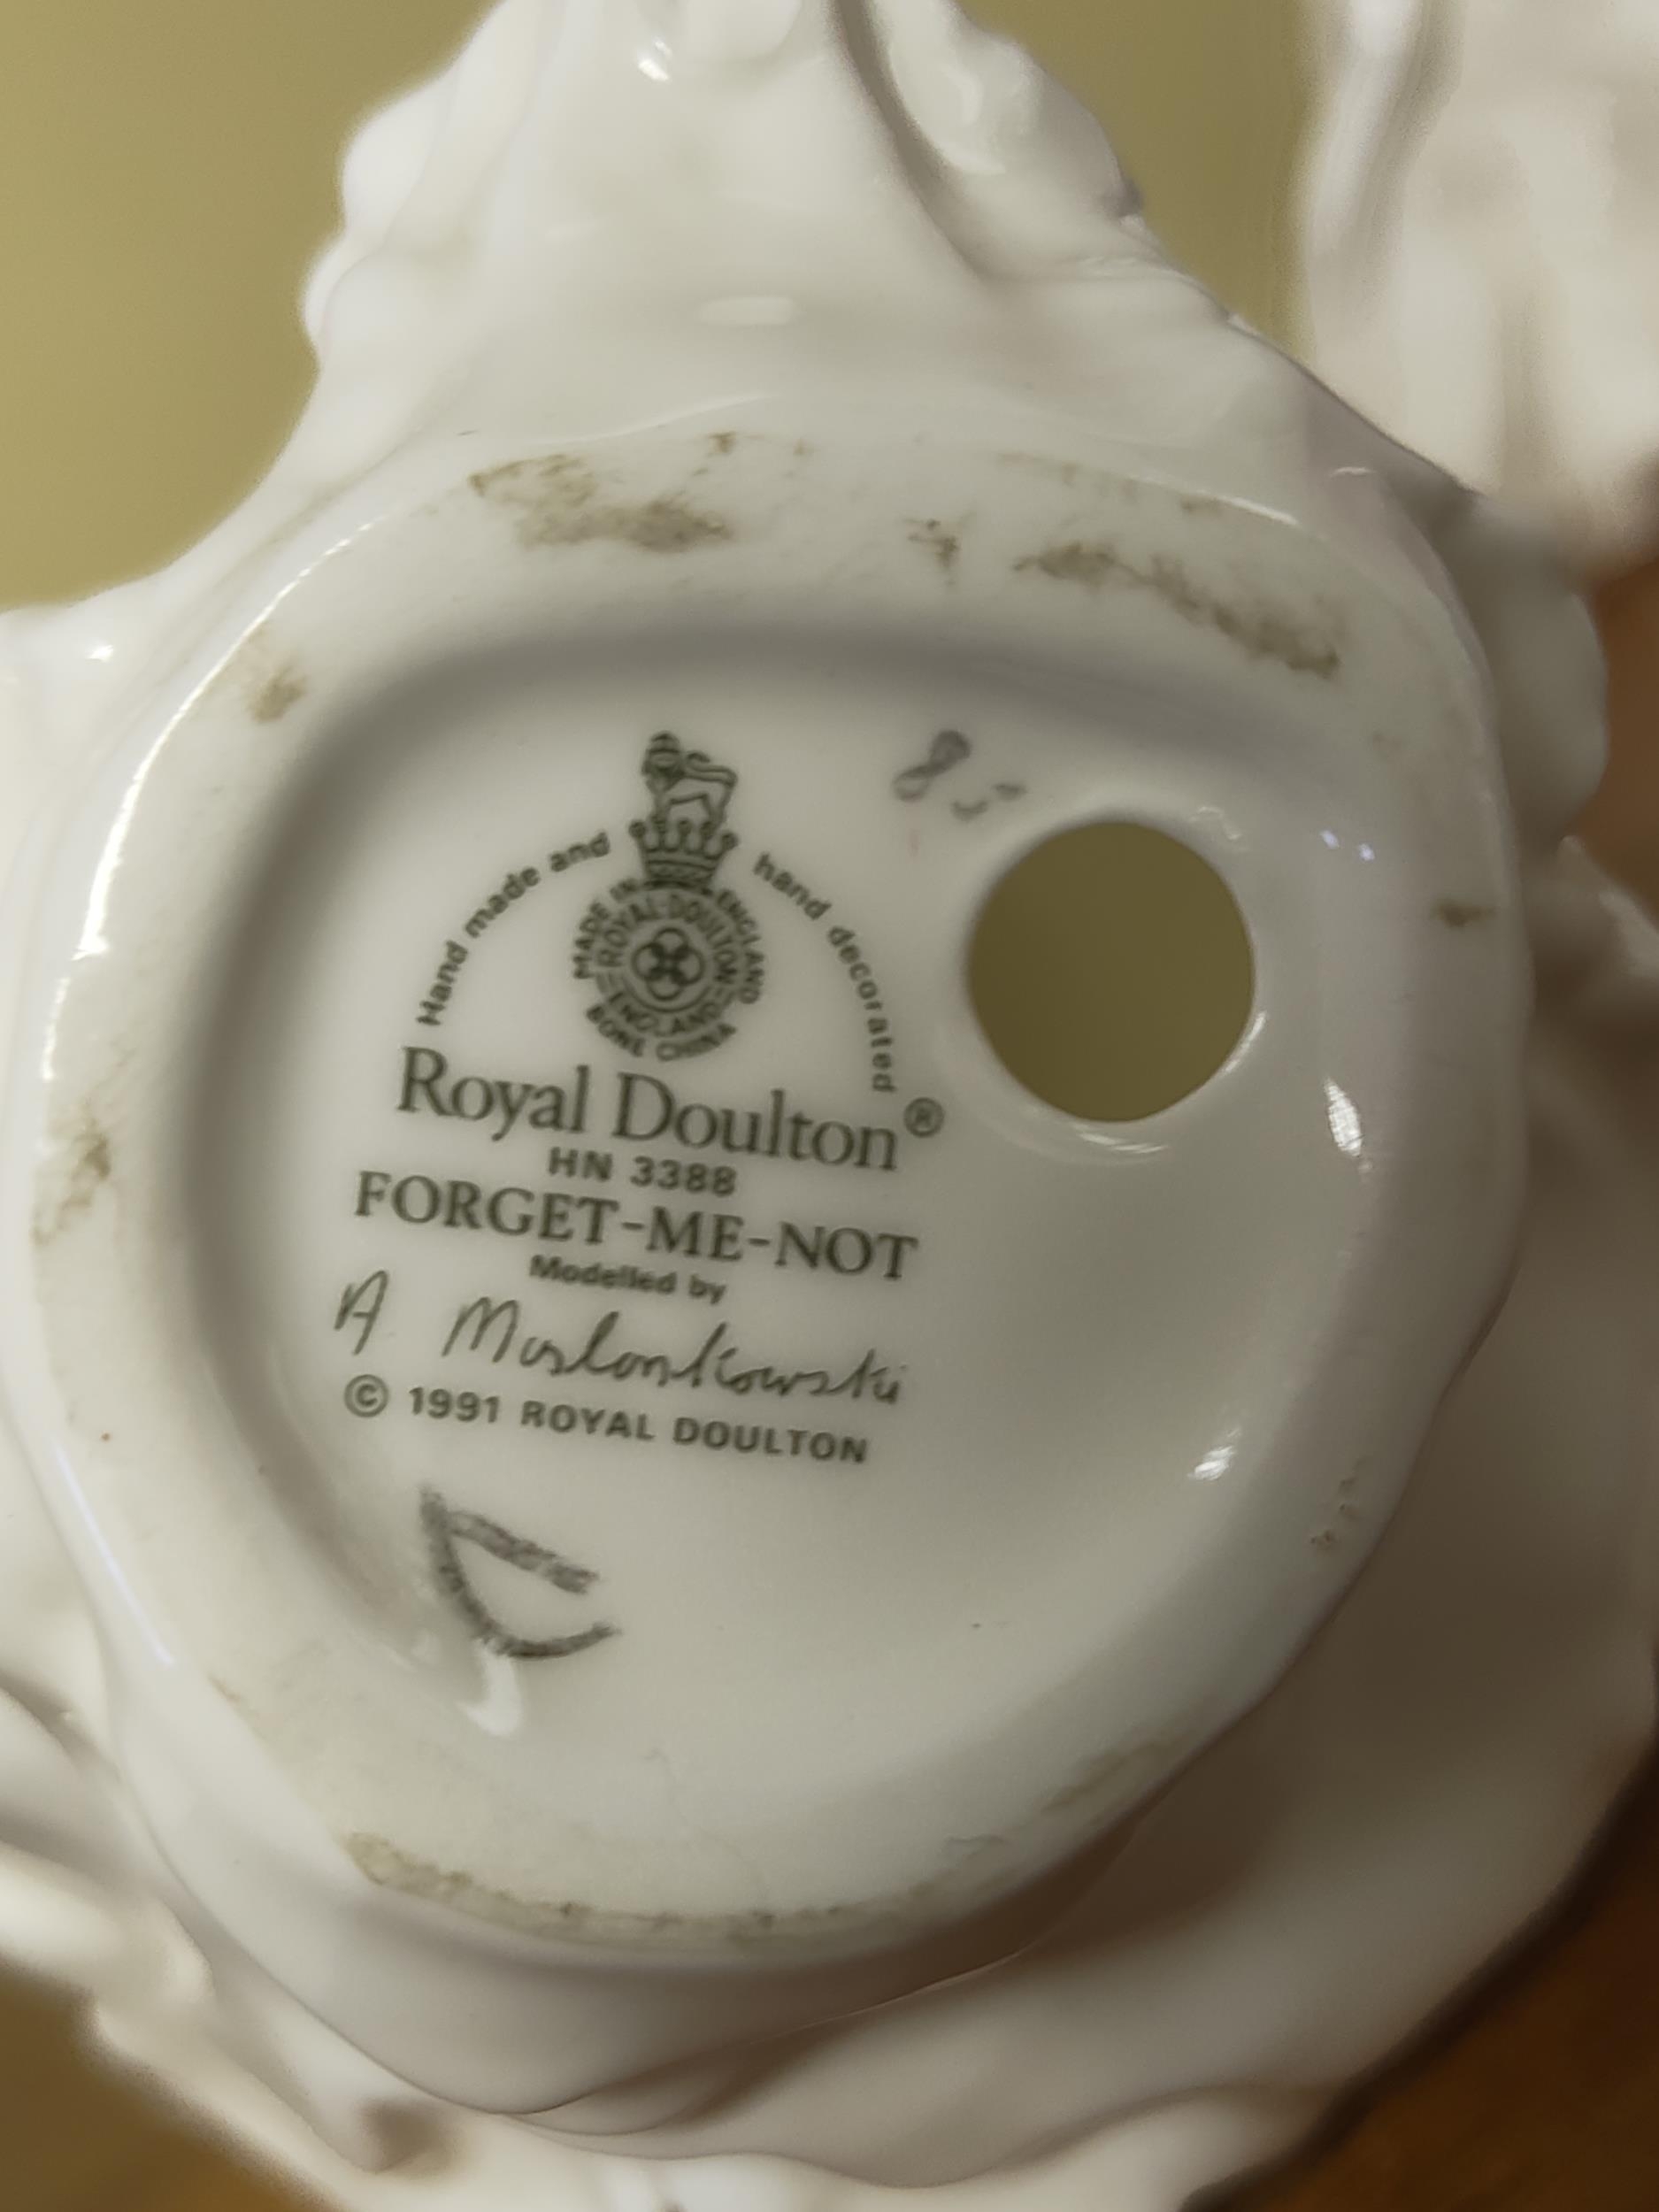 Hand made and hand decorated
MADE IN ENGLAND
ROYAL DOULTON
ENGLAND
BONE CHINA
Royal Doulton®
HN 3388
FORGET-ME-NOT
Modelled by
A Maslankowski
© 1991 ROYAL DOULTON